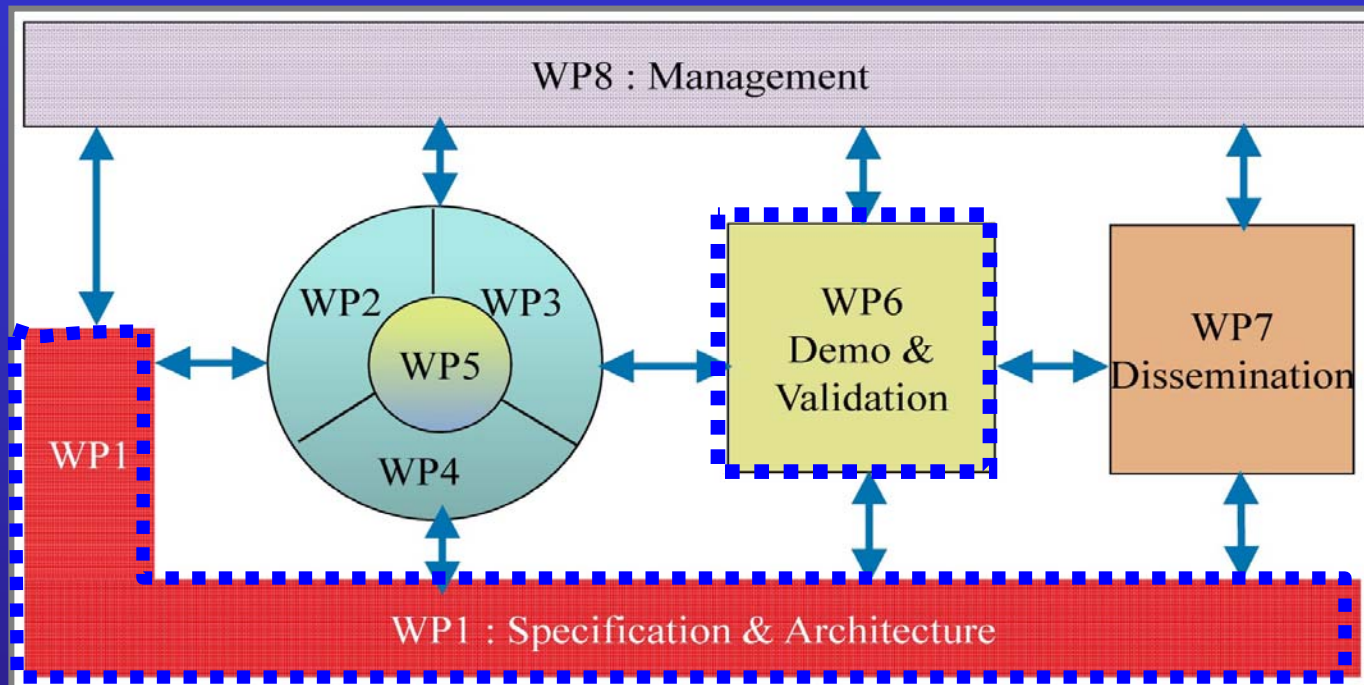 WP8 : Management
WP2
WP3
WP5
WP4
WP6
Demo &
Validation
WP7
Dissemination
WP1
WP1 : Specification & Architecture